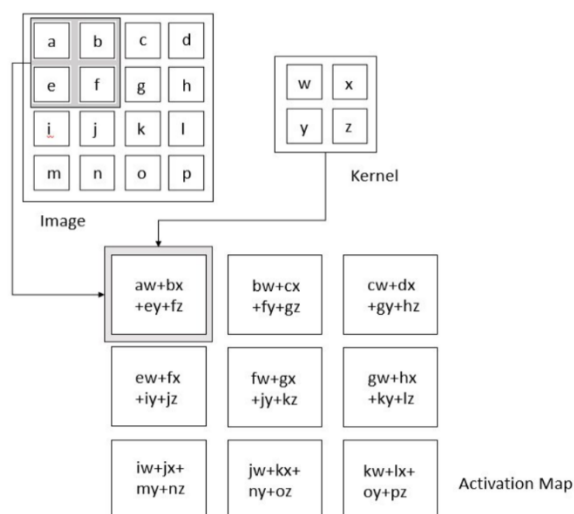 a b c d
e f g h
i j k l
m n o p
Image
w x
y z
Kernel
aw+bx
+ey+fz
bw+cx
+fy+gz
cw+dx
+gy+hz
ew+fx
+iy+jz
fw+gx
+jy+kz
gw+hx
+ky+lz
iw+jx+
my+nz
jw+kx+
ny+oz
kw+lx+
oy+pz
Activation Map